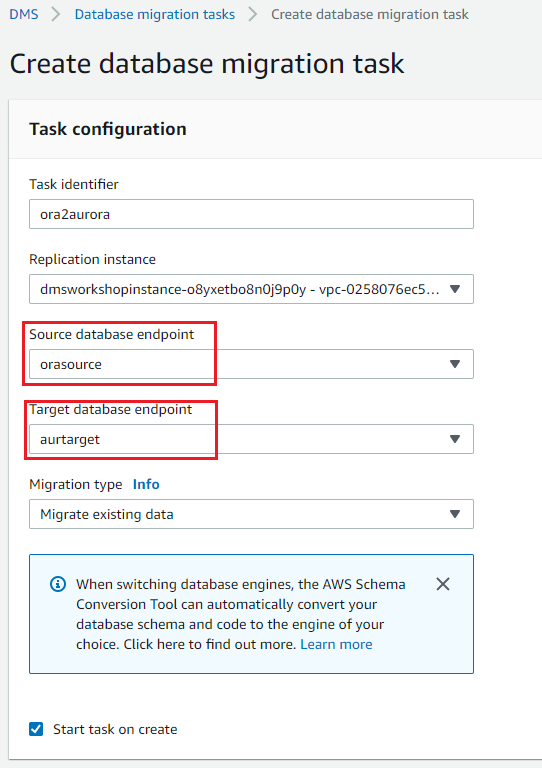 DMS > Database migration tasks > Create database migration task
Create database migration task
Task configuration
Task identifier
ora2aurora
Replication instance
dmsworkshopinstance-o8yxetbo8n0j9p0y - vpc-0258076ec5...
Source database endpoint
orasource
Target database endpoint
aurtarget
Migration type Info
Migrate existing data
When switching database engines, the AWS Schema
Conversion Tool can automatically convert your
database schema and code to the engine of your
choice. Click here to find out more. Learn more
Start task on create